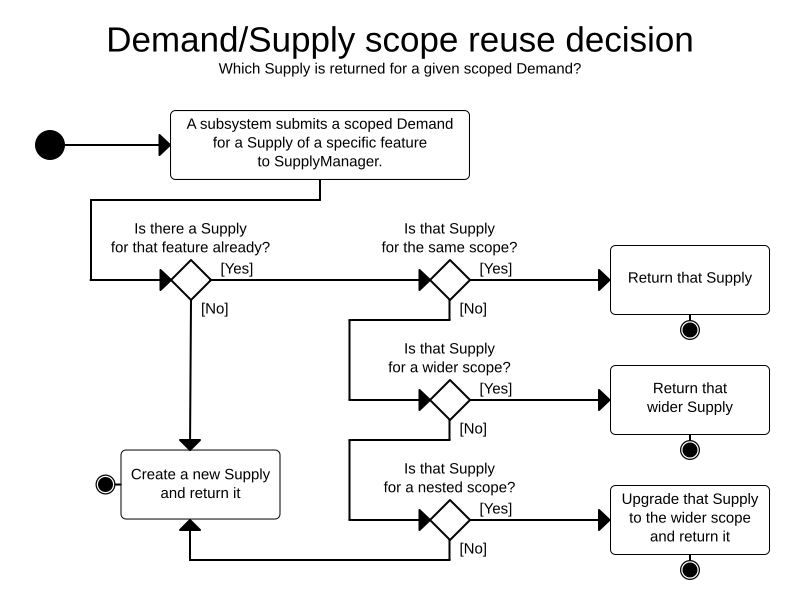 Demand/Supply scope reuse decision
Which Supply is returned for a given scoped Demand?
A subsystem submits a scoped Demand
for a Supply of a specific feature
to SupplyManager.
Is there a Supply
for that feature already?
[Yes]
[No]
Is that Supply
for the same scope?
[Yes]
[No]
Return that Supply
Is that Supply
for a wider scope?
[Yes]
[No]
Return that
wider Supply
Create a new Supply
and return it
Is that Supply
for a nested scope?
[Yes]
[No]
Upgrade that Supply
to the wider scope
and return it